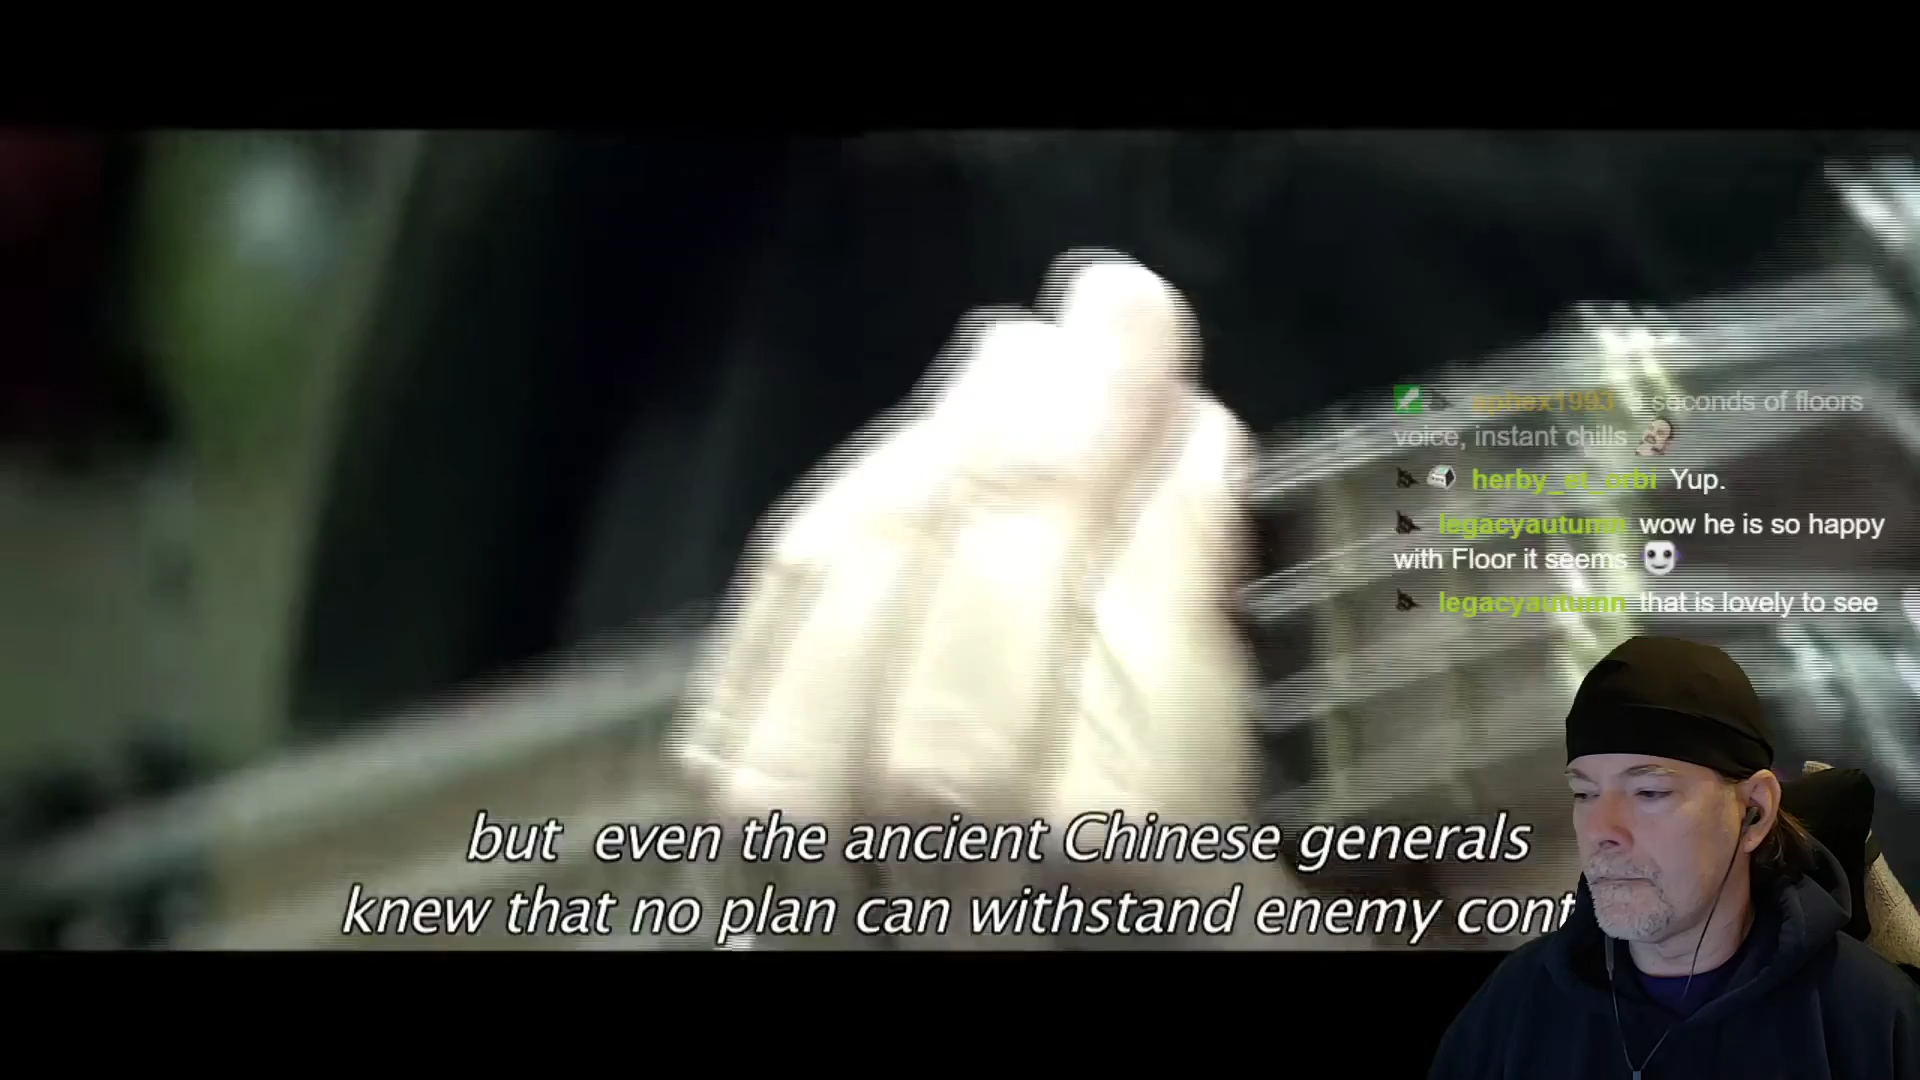 seconds of floors
voice, instant chills
herby_et_orbi Yup.
legacyautumn wow he is so happy
with Floor it seems
legacyautumn that is lovely to see
but even the ancient Chinese generals
knew that no plan can withstand enemy cont